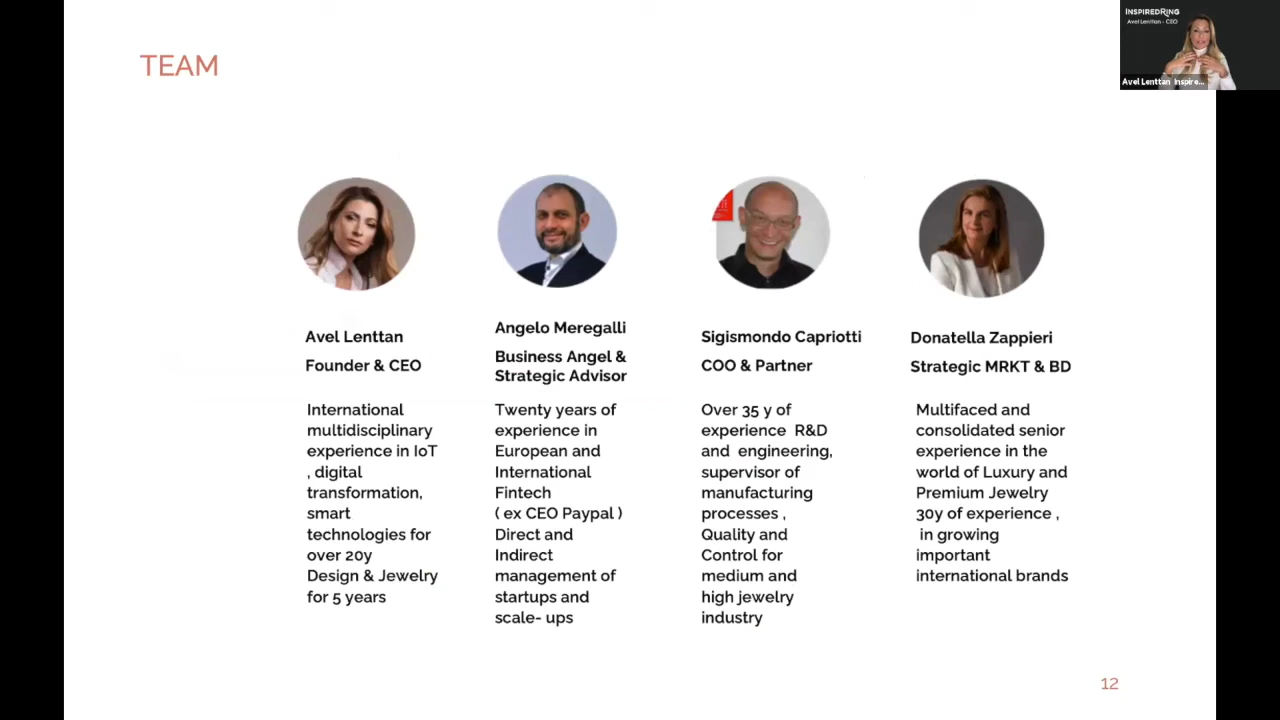 TEAM
INSPIREDRING
Avel Lenttan - CEO
Avel Lenttan Inspire...
Avel Lenttan
Founder & CEO
International
multidisciplinary
experience in IoT
, digital
transformation,
smart
technologies for
over 20y
Design & Jewelry
for 5 years
Angelo Meregalli
Business Angel &
Strategic Advisor
Twenty years of
experience in
European and
International
Fintech
( ex CEO Paypal )
Direct and
Indirect
management of
startups and
scale- ups
Sigismondo Capriotti
COO & Partner
Over 35 y of
experience R&D
and engineering,
supervisor of
manufacturing
processes ,
Quality and
Control for
medium and
high jewelry
industry
Donatella Zappieri
Strategic MRKT & BD
Multifaced and
consolidated senior
experience in the
world of Luxury and
Premium Jewelry
30y of experience ,
in growing
important
international brands
12